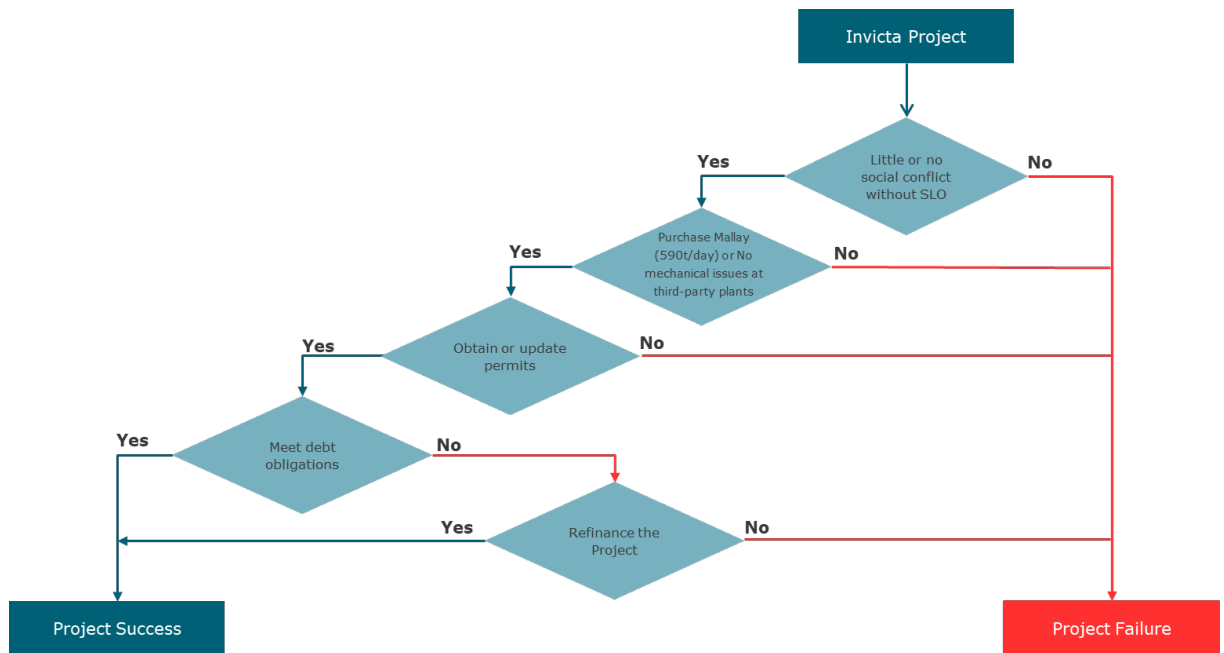 Invicta Project
Little or no
social conflict
without SLO
Yes
No
Purchase Mallay
(590t/day) or No
mechanical issues at
third-party plants
Yes
No
Obtain or update
permits
Yes
No
Meet debt
obligations
Yes
No
Refinance the
Project
Yes
No
Project Success
Project Failure